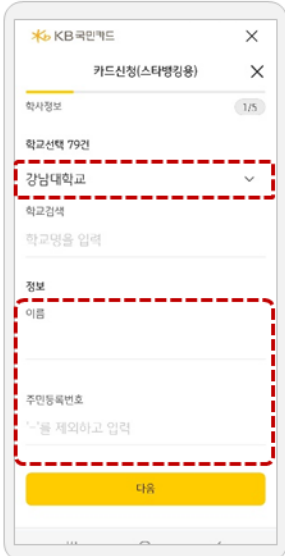 KB 국민카드
카드신청(스타뱅킹용)
학사정보
1/5
학교선택 79건
강남대학교
학교검색
학교명을 입력
정보
이름
주민등록번호
'-'를 제외하고 입력
다음